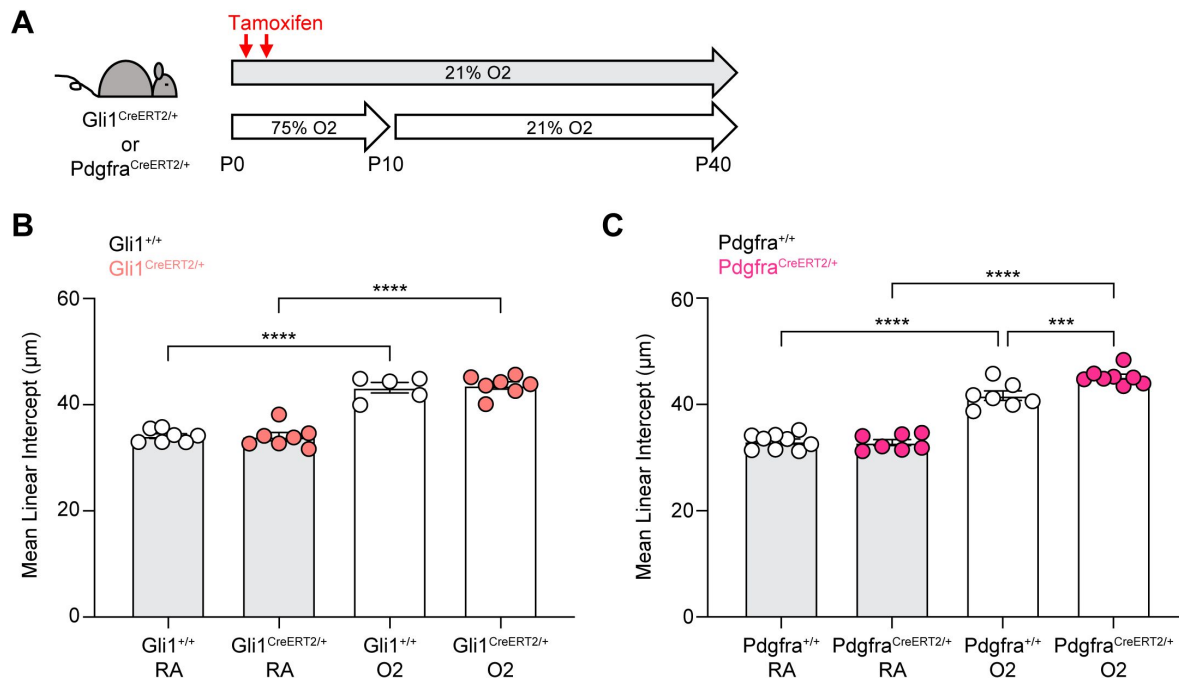 A
Tamoxifen
21% O2
75% O2
21% O2
Gli1CreERT2/+
or
PdgfraCreERT2/+
P0
P10
P40
B
Gli1+/+
Gli1CreERT2/+
****
****
Mean Linear Intercept (µm)
60
40
20
0
Gli1+/+
RA
Gli1CreERT2/+
RA
Gli1+/+
O2
Gli1CreERT2/+
O2
C
Pdgfra+/+
PdgfraCreERT2/+
****
****
***
Mean Linear Intercept (µm)
60
40
20
0
Pdgfra+/+
RA
PdgfraCreERT2/+
RA
Pdgfra+/+
O2
PdgfraCreERT2/+
O2